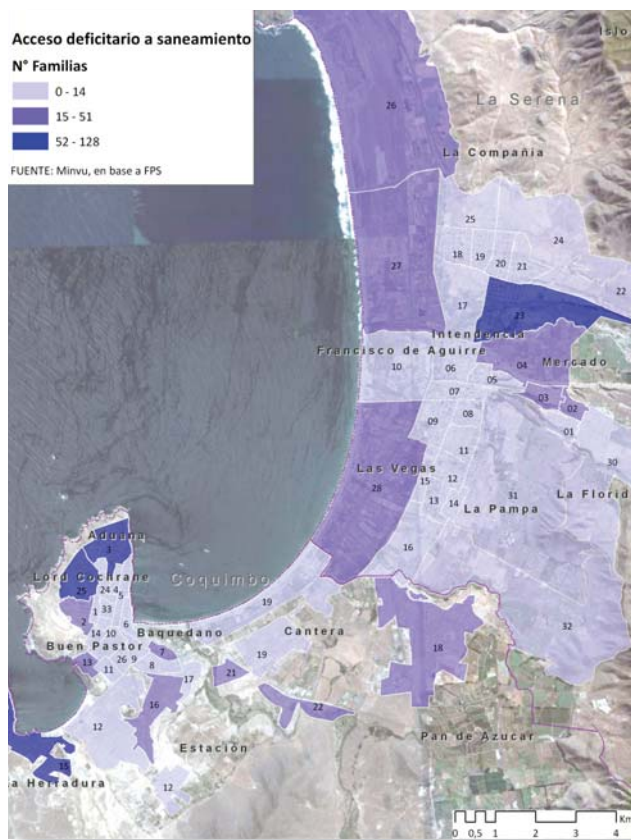 Acceso deficitario a saneamiento
N° Familias
0 - 14
15 - 51
52 - 128
FUENTE: Minvu, en base a FPS
Islo
La Serena
26
La Compañia
25
24
18 19 20 21
27
22
17
23
Intendencia
Francisco de Aguirre
Mercado
10 06 04
05
07
03
02
08
09
01
11
30
Las Vegas
15 12
28
31
La Florid
13 14
La Pampa
16
Aduana
3
Lord Cochrane
25 24 4
5
Coquimbo
19
1 33
2
6
32
14 10
Baquedano
Cantera
Buen Pastor
7
19
18
13
26 9
11
8
17
21
16
22
12
Pan de Azucar
Estación
15
a Herradura
12
Km
0 0,5 1 2 3 4